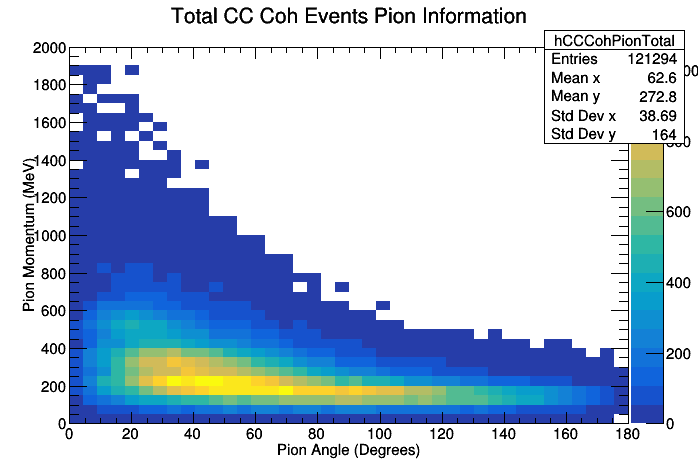 Total CC Coh Events Pion Information
hCCCohPionTotal
Entries 121294
Mean x 62.6
Mean y 272.8
Std Dev x 38.69
Std Dev y 164
Pion Momentum (MeV)
2000
1800
1600
1400
1200
1000
800
600
400
200
0
0 20 40 60 80 100 120 140 160 180
Pion Angle (Degrees)
600
400
200
0